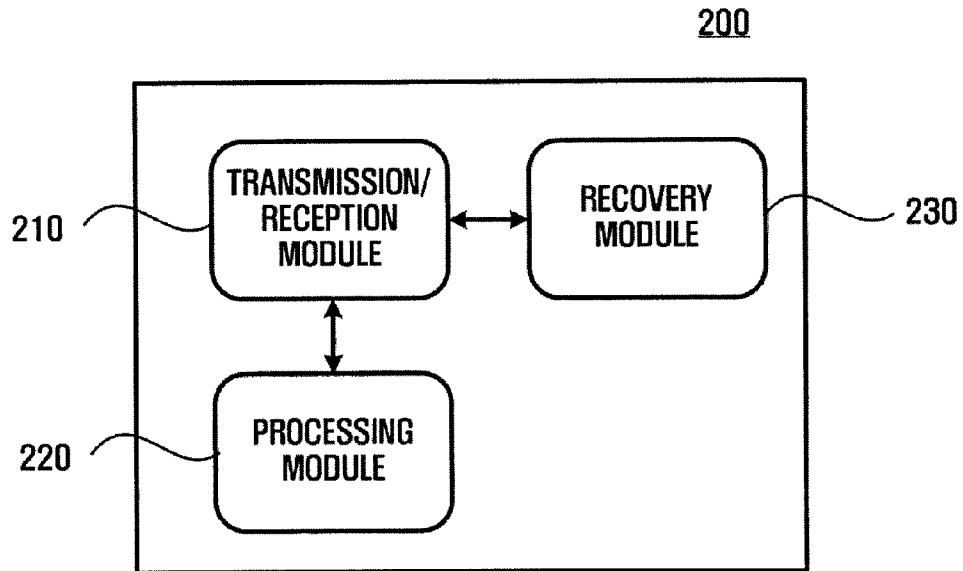 200
TRANSMISSION/
RECEPTION
MODULE
210
RECOVERY
MODULE
230
PROCESSING
MODULE
220